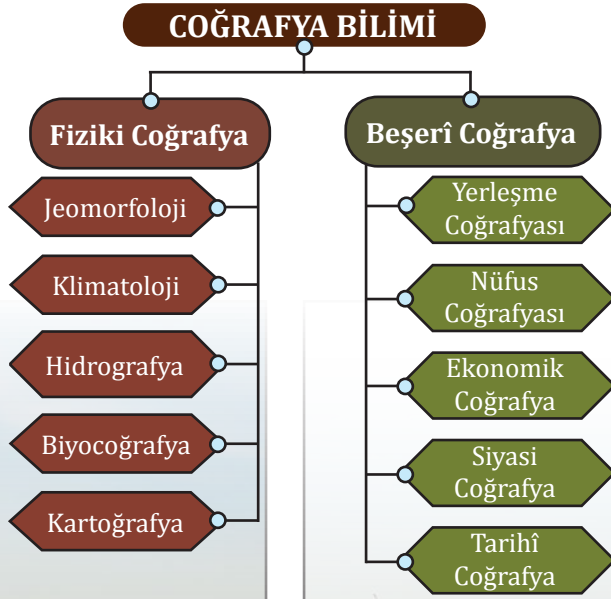 COĞRAFYA BİLİMİ
Fiziki Coğrafya
Jeomorfoloji
Klimatoloji
Hidrografya
Biyocoğrafya
Kartoğrafya
Beşerî Coğrafya
Yerleşme
Coğrafyası
Nüfus
Coğrafyası
Ekonomik
Coğrafya
Siyasi
Coğrafya
Tarihî
Coğrafya